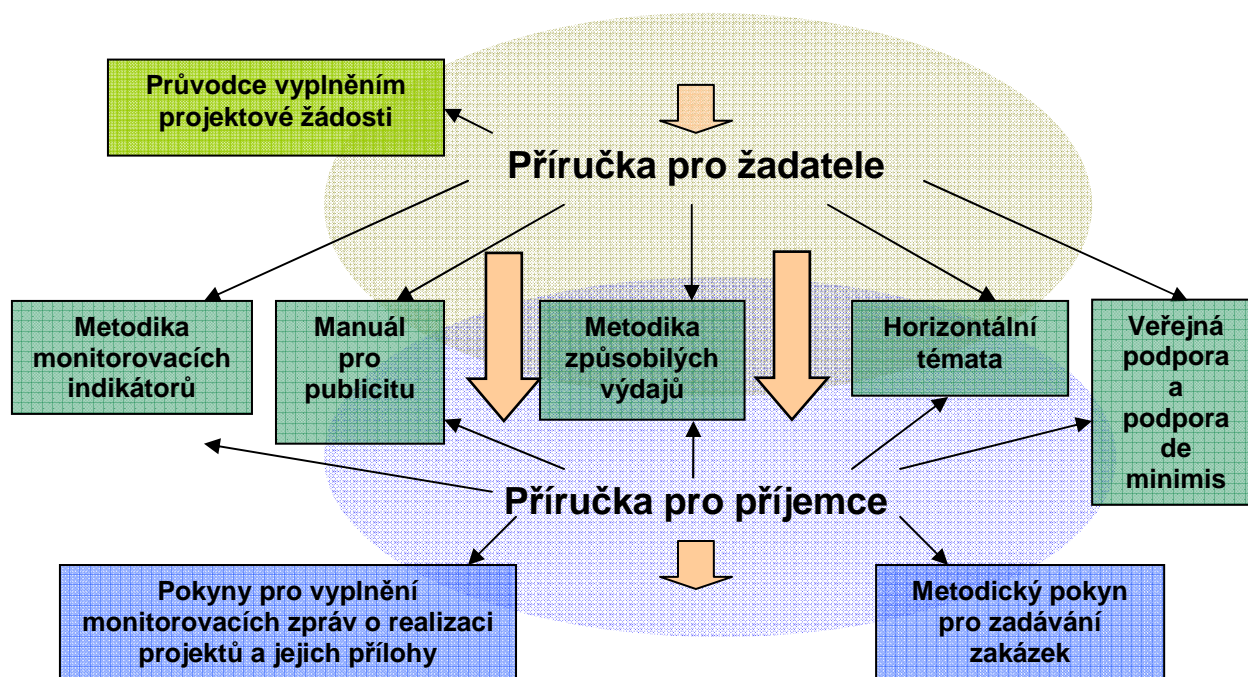 Průvodce vyplněním
projektové žádosti
Příručka pro žadatele
Metodika
monitorovacích
indikátorů
Manuál
pro
publicitu
Metodika
způsobilých
výdajů
Horizontální
témata
Veřejná
podpora
a
podpora
de
minimis
Příručka pro příjemce
Pokyny pro vyplnění
monitorovacích zpráv o realizaci
projektů a jejich přílohy
Metodický pokyn
pro zadávání
zakázek